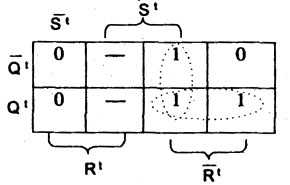 S̅ᵗ Sᵗ
Q̅ᵗ 0 — 1 0
Qᵗ 0 — 1 1
Rᵗ R̅ᵗ